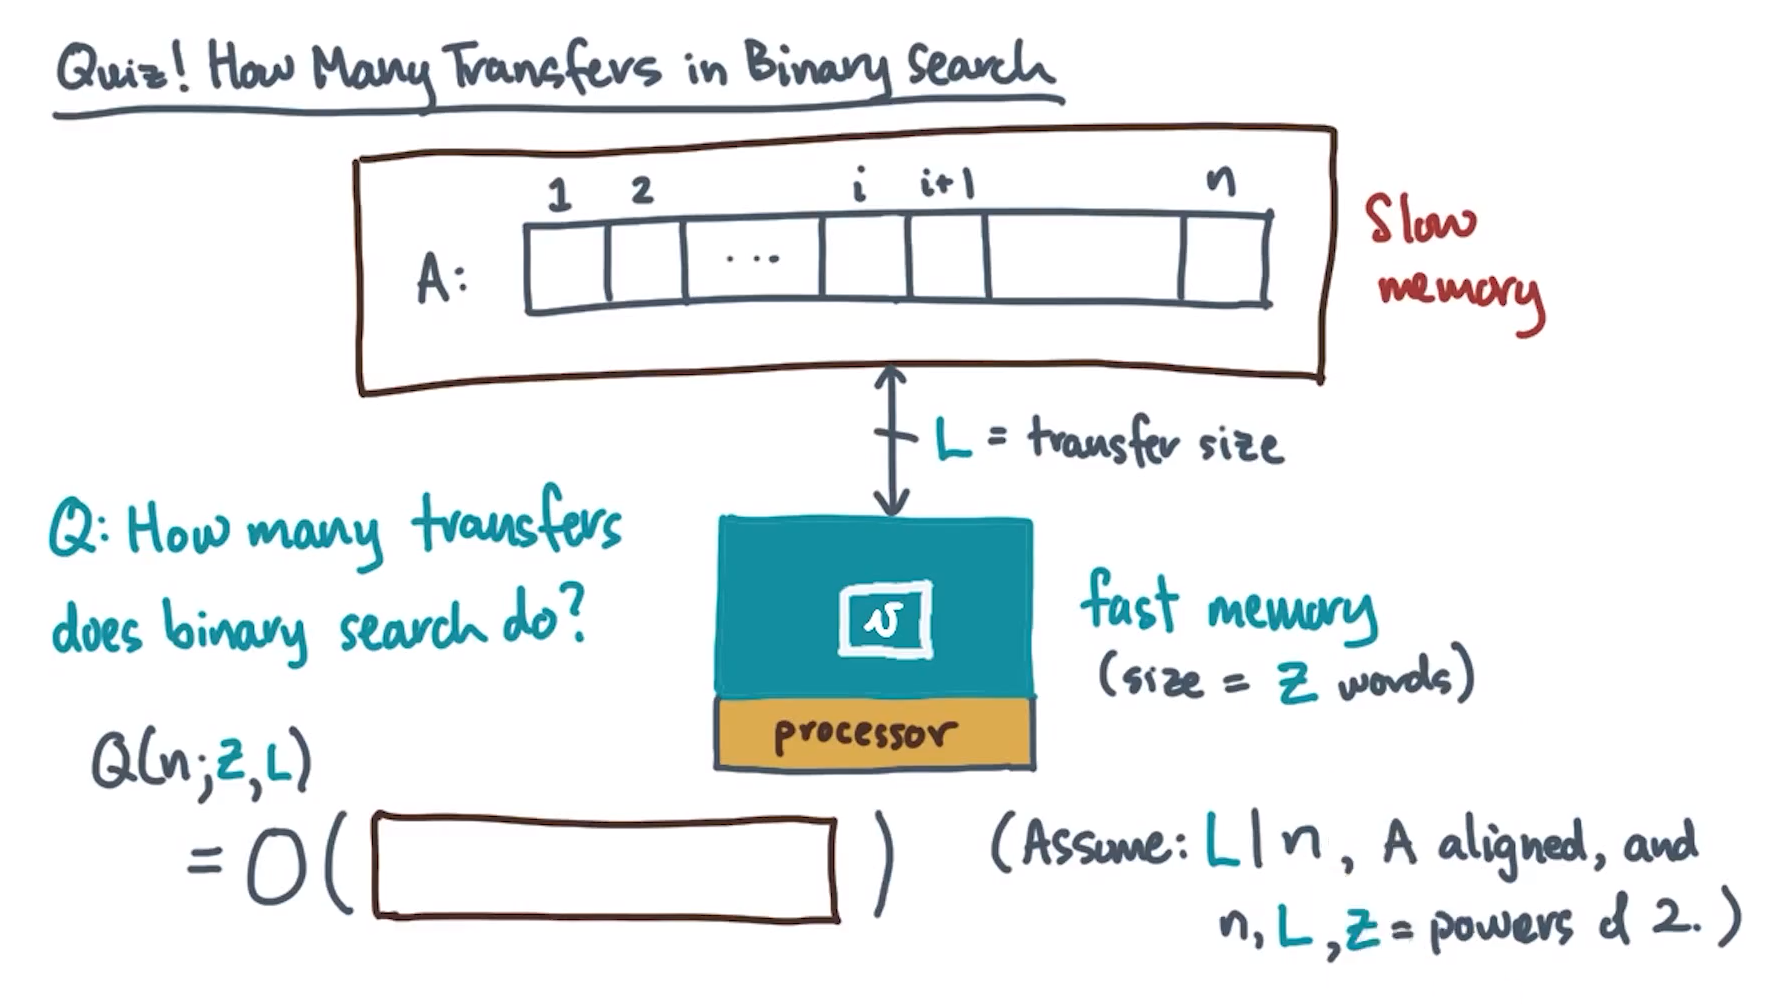 Quiz! How Many Transfers in Binary Search
1 2 i i+1 n
A: ...
Slow
memory
L = transfer size
Q: How many transfers
does binary search do?
v
fast memory
(size = Z words)
processor
Q(n;Z,L)
= O( )
(Assume: L|n, A aligned, and
n, L, Z = powers of 2.)